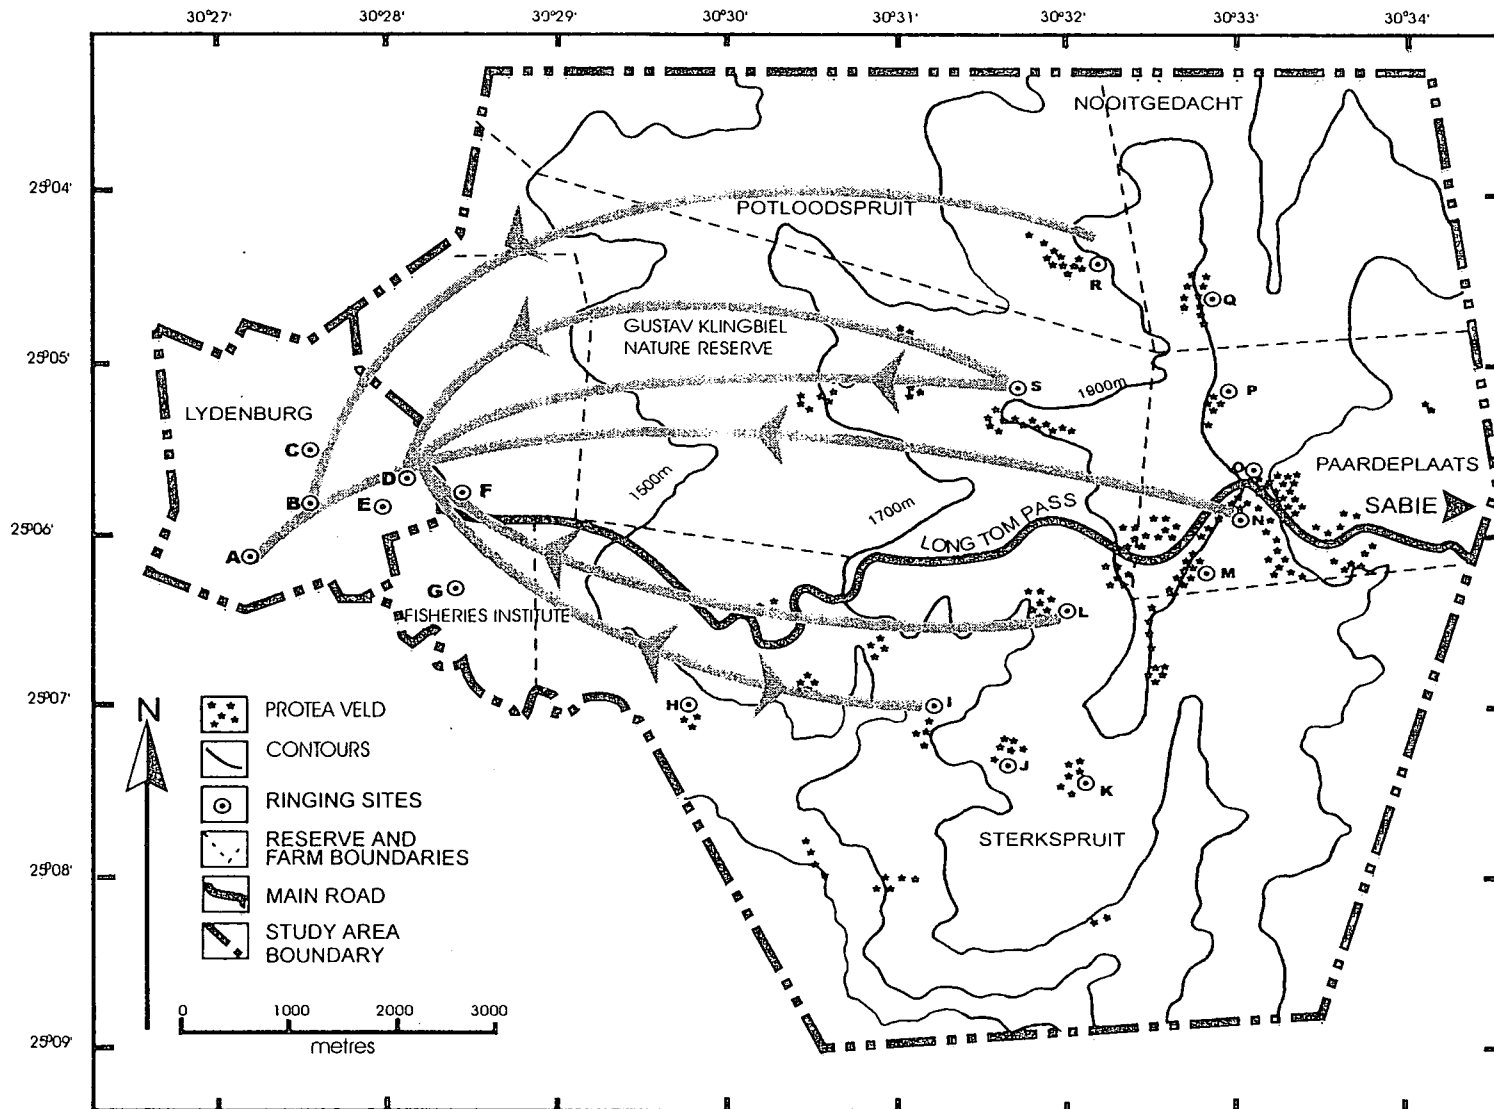 30°27' 30°28' 30°29' 30°30' 30°31' 30°32' 30°33' 30°34'
NOOITGEDACHT
25°04'
POTLOODSPRUIT
R
Q
GUSTAV KLINGBIEL
NATURE RESERVE
25°05'
S
1800m
P
LYDENBURG
C
O
PAARDEPLAATS
D
F
1500m
B
E
1700m
SABIE
25°06'
LONG TOM PASS
N
A
M
G
FISHERIES INSTITUTE
L
25°07'
H
I
N
PROTEA VELD
CONTOURS
J
K
RINGING SITES
STERKSPRUIT
RESERVE AND
FARM BOUNDARIES
25°08'
MAIN ROAD
STUDY AREA
BOUNDARY
0 1000 2000 3000
metres
25°09'